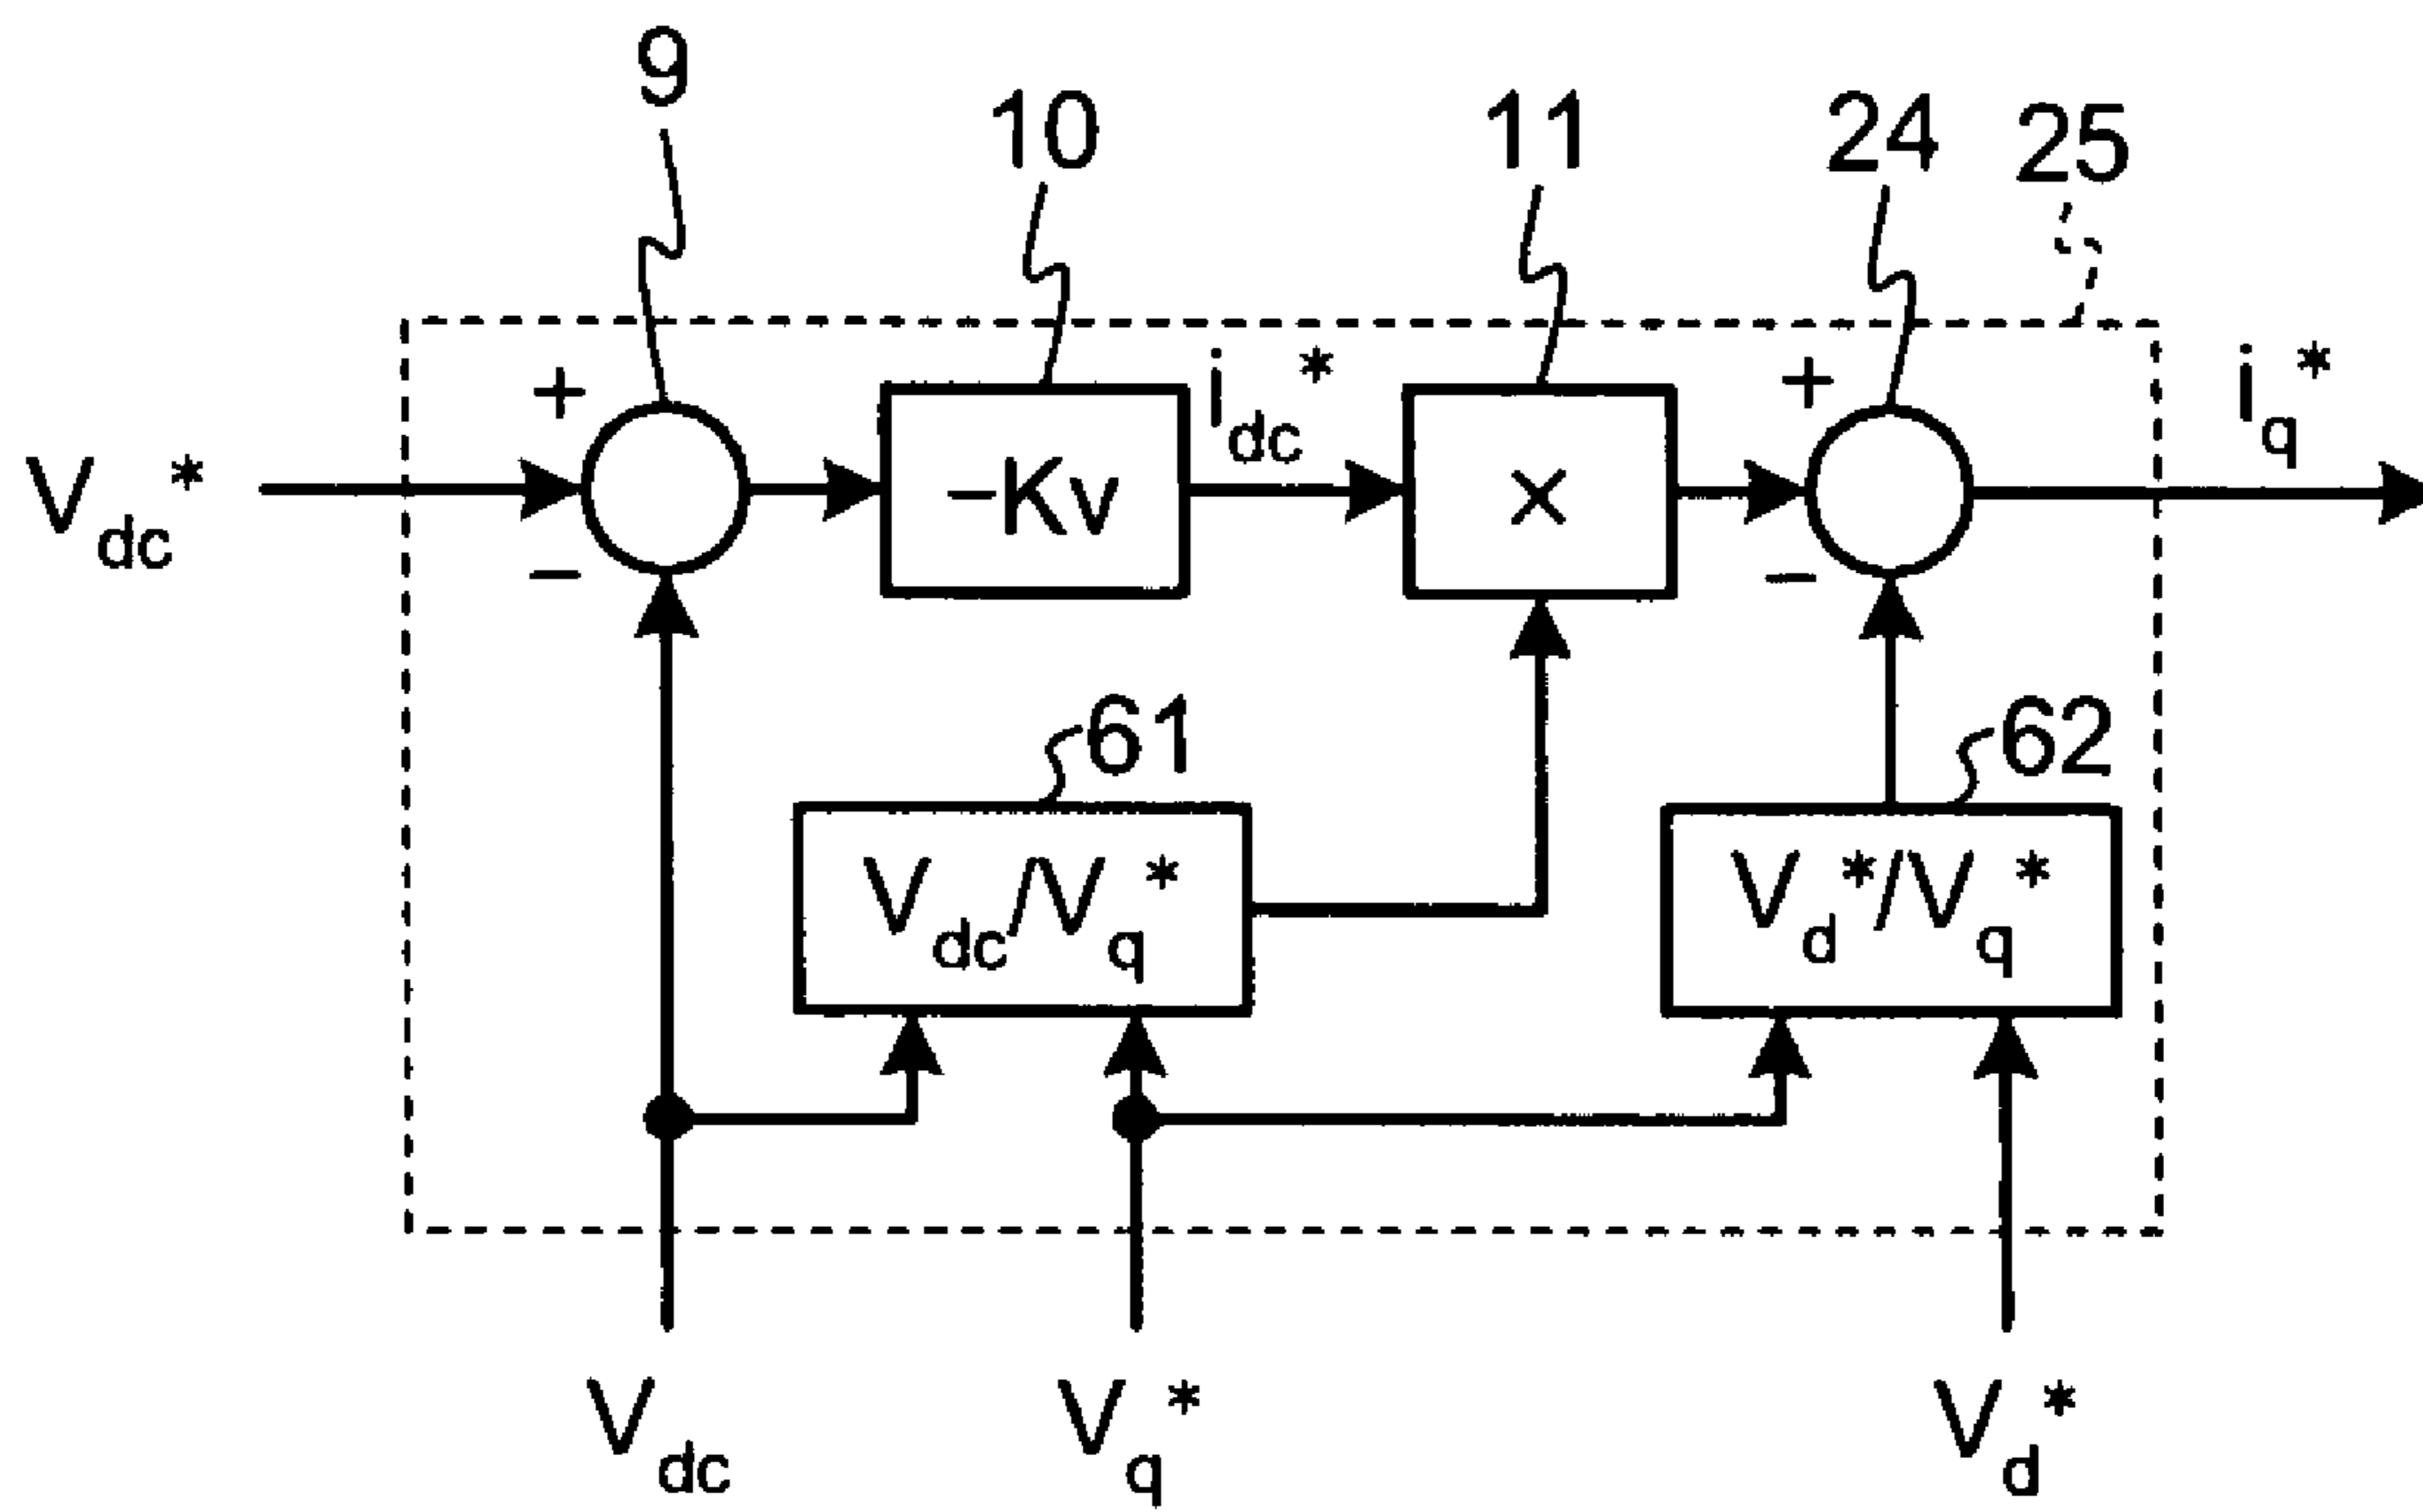 9
10
11
24
25
+
i_dc*
+
i_q*
V_dc*
−Kv
×
−
−
61
62
V_dc/V_q*
V_d*/V_q*
V_dc
V_q*
V_d*